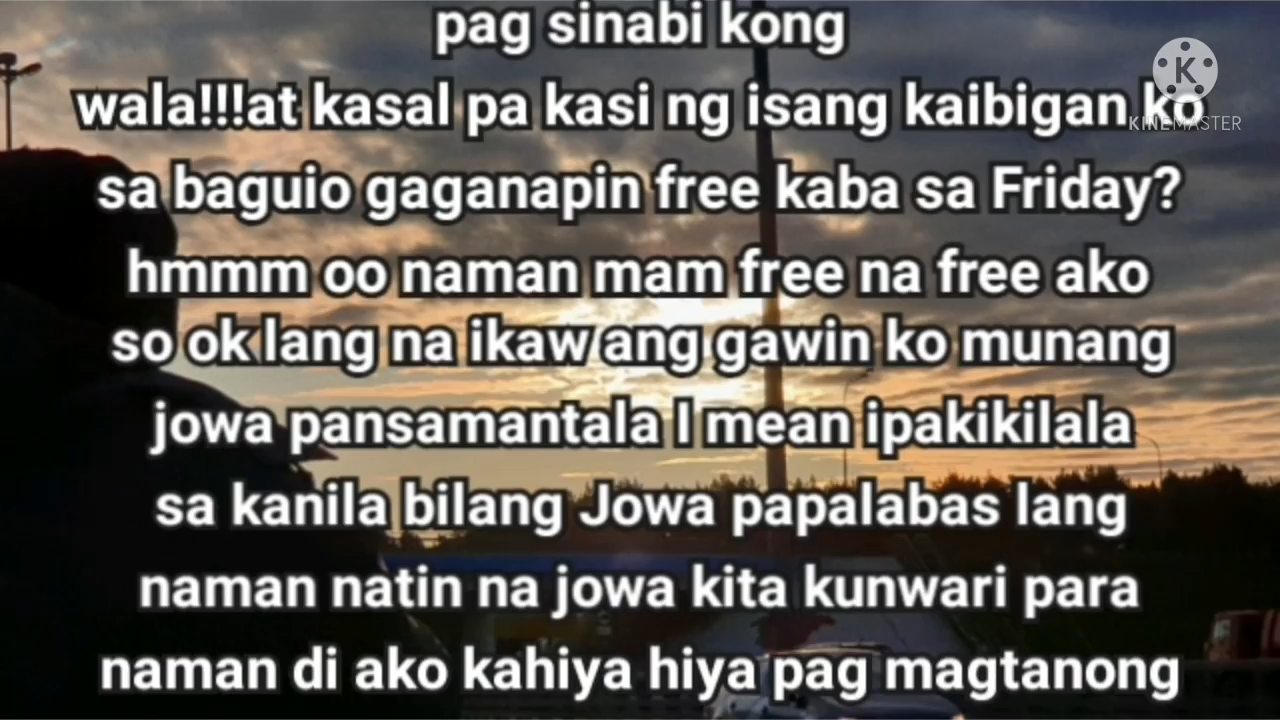 pag sinabi kong
wala!!!at kasal pa kasi ng isang kaibigan ko
sa baguio gaganapin free kaba sa Friday?
hmmm oo naman mam free na free ako
so ok lang na ikaw ang gawin ko munang
jowa pansamantala I mean ipakikilala
sa kanila bilang Jowa papalabas lang
naman natin na jowa kita kunwari para
naman di ako kahiya hiya pag magtanong
K
KINEMASTER